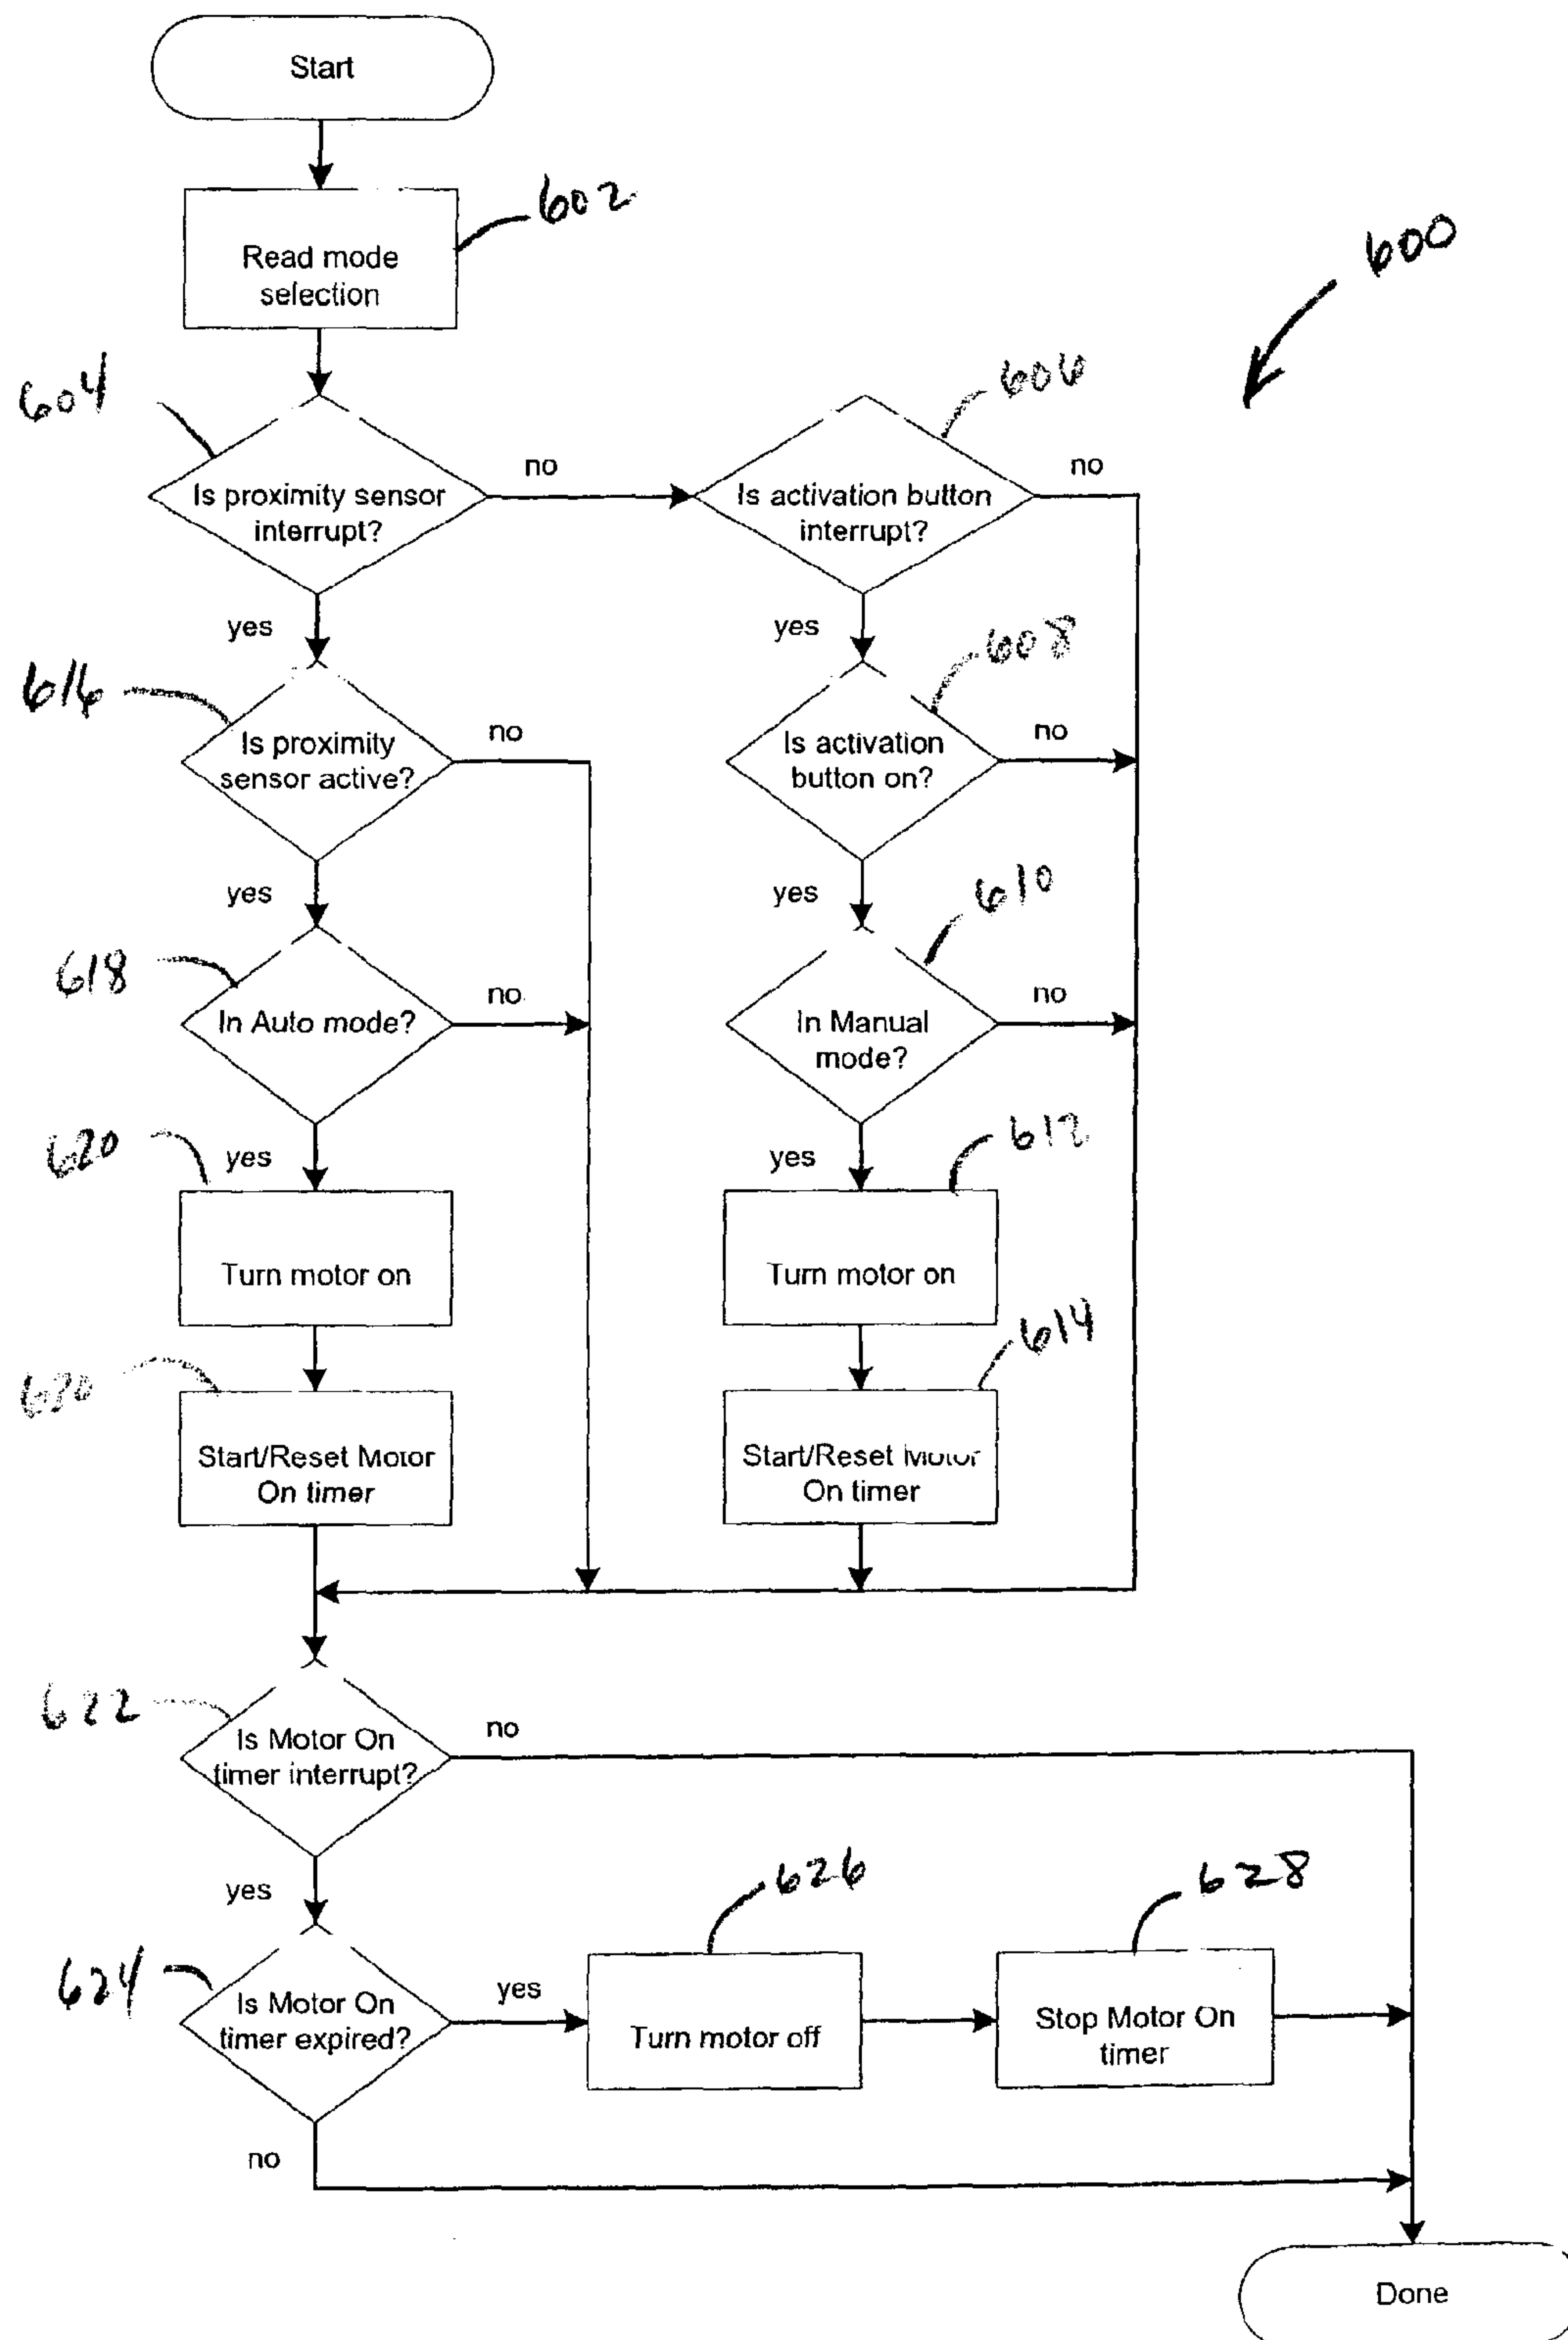 Start
602
Read mode
selection
600
604
606
no
no
Is proximity sensor
interrupt?
Is activation button
interrupt?
yes
yes
608
616
Is proximity
sensor active?
no
Is activation
button on?
no
yes
yes
610
618
In Auto mode?
no
In Manual
mode?
no
620
yes
yes
612
Turn motor on
Turn motor on
614
Start/Reset Motor
On timer
Start/Reset Motor
On timer
622
Is Motor On
timer interrupt?
no
yes
626
628
624
Is Motor On
timer expired?
yes
Turn motor off
Stop Motor On
timer
no
Done